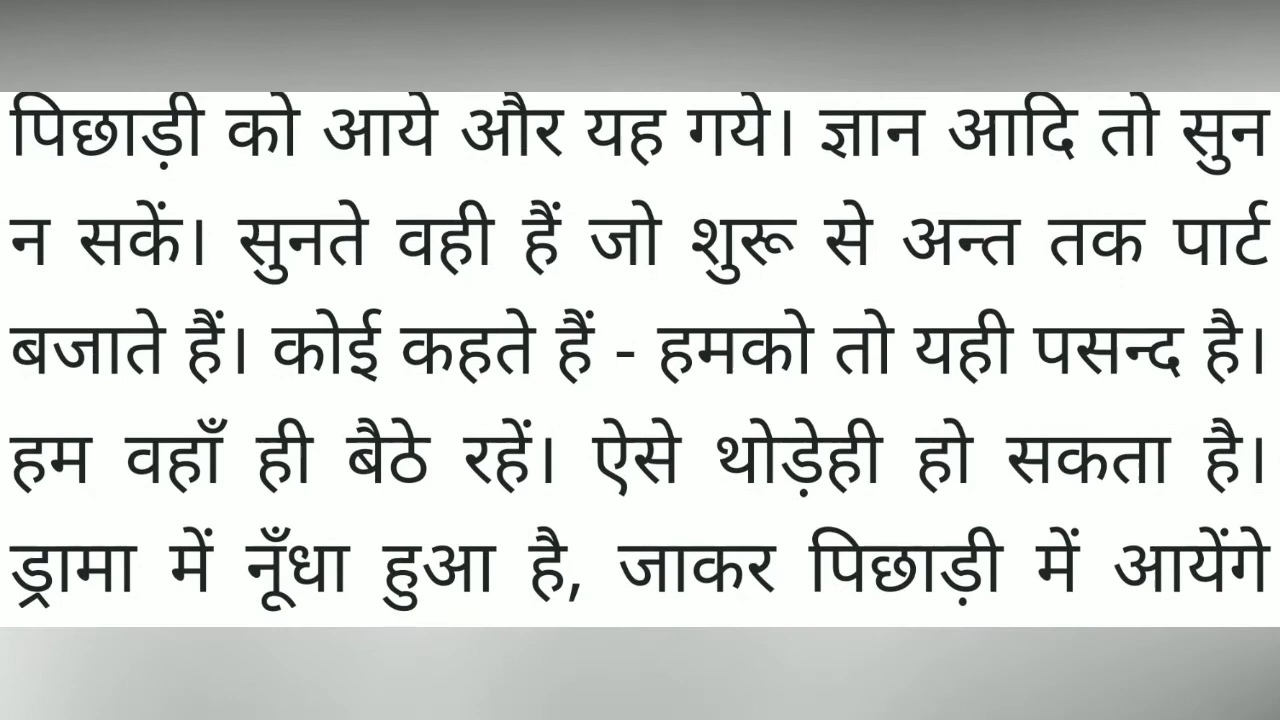 पिछाड़ी को आये और यह गये। ज्ञान आदि तो सुन
न सकें। सुनते वही हैं जो शुरू से अन्त तक पार्ट
बजाते हैं। कोई कहते हैं - हमको तो यही पसन्द है।
हम वहाँ ही बैठे रहें। ऐसे थोड़ेही हो सकता है।
ड्रामा में नूँधा हुआ है, जाकर पिछाड़ी में आयेंगे